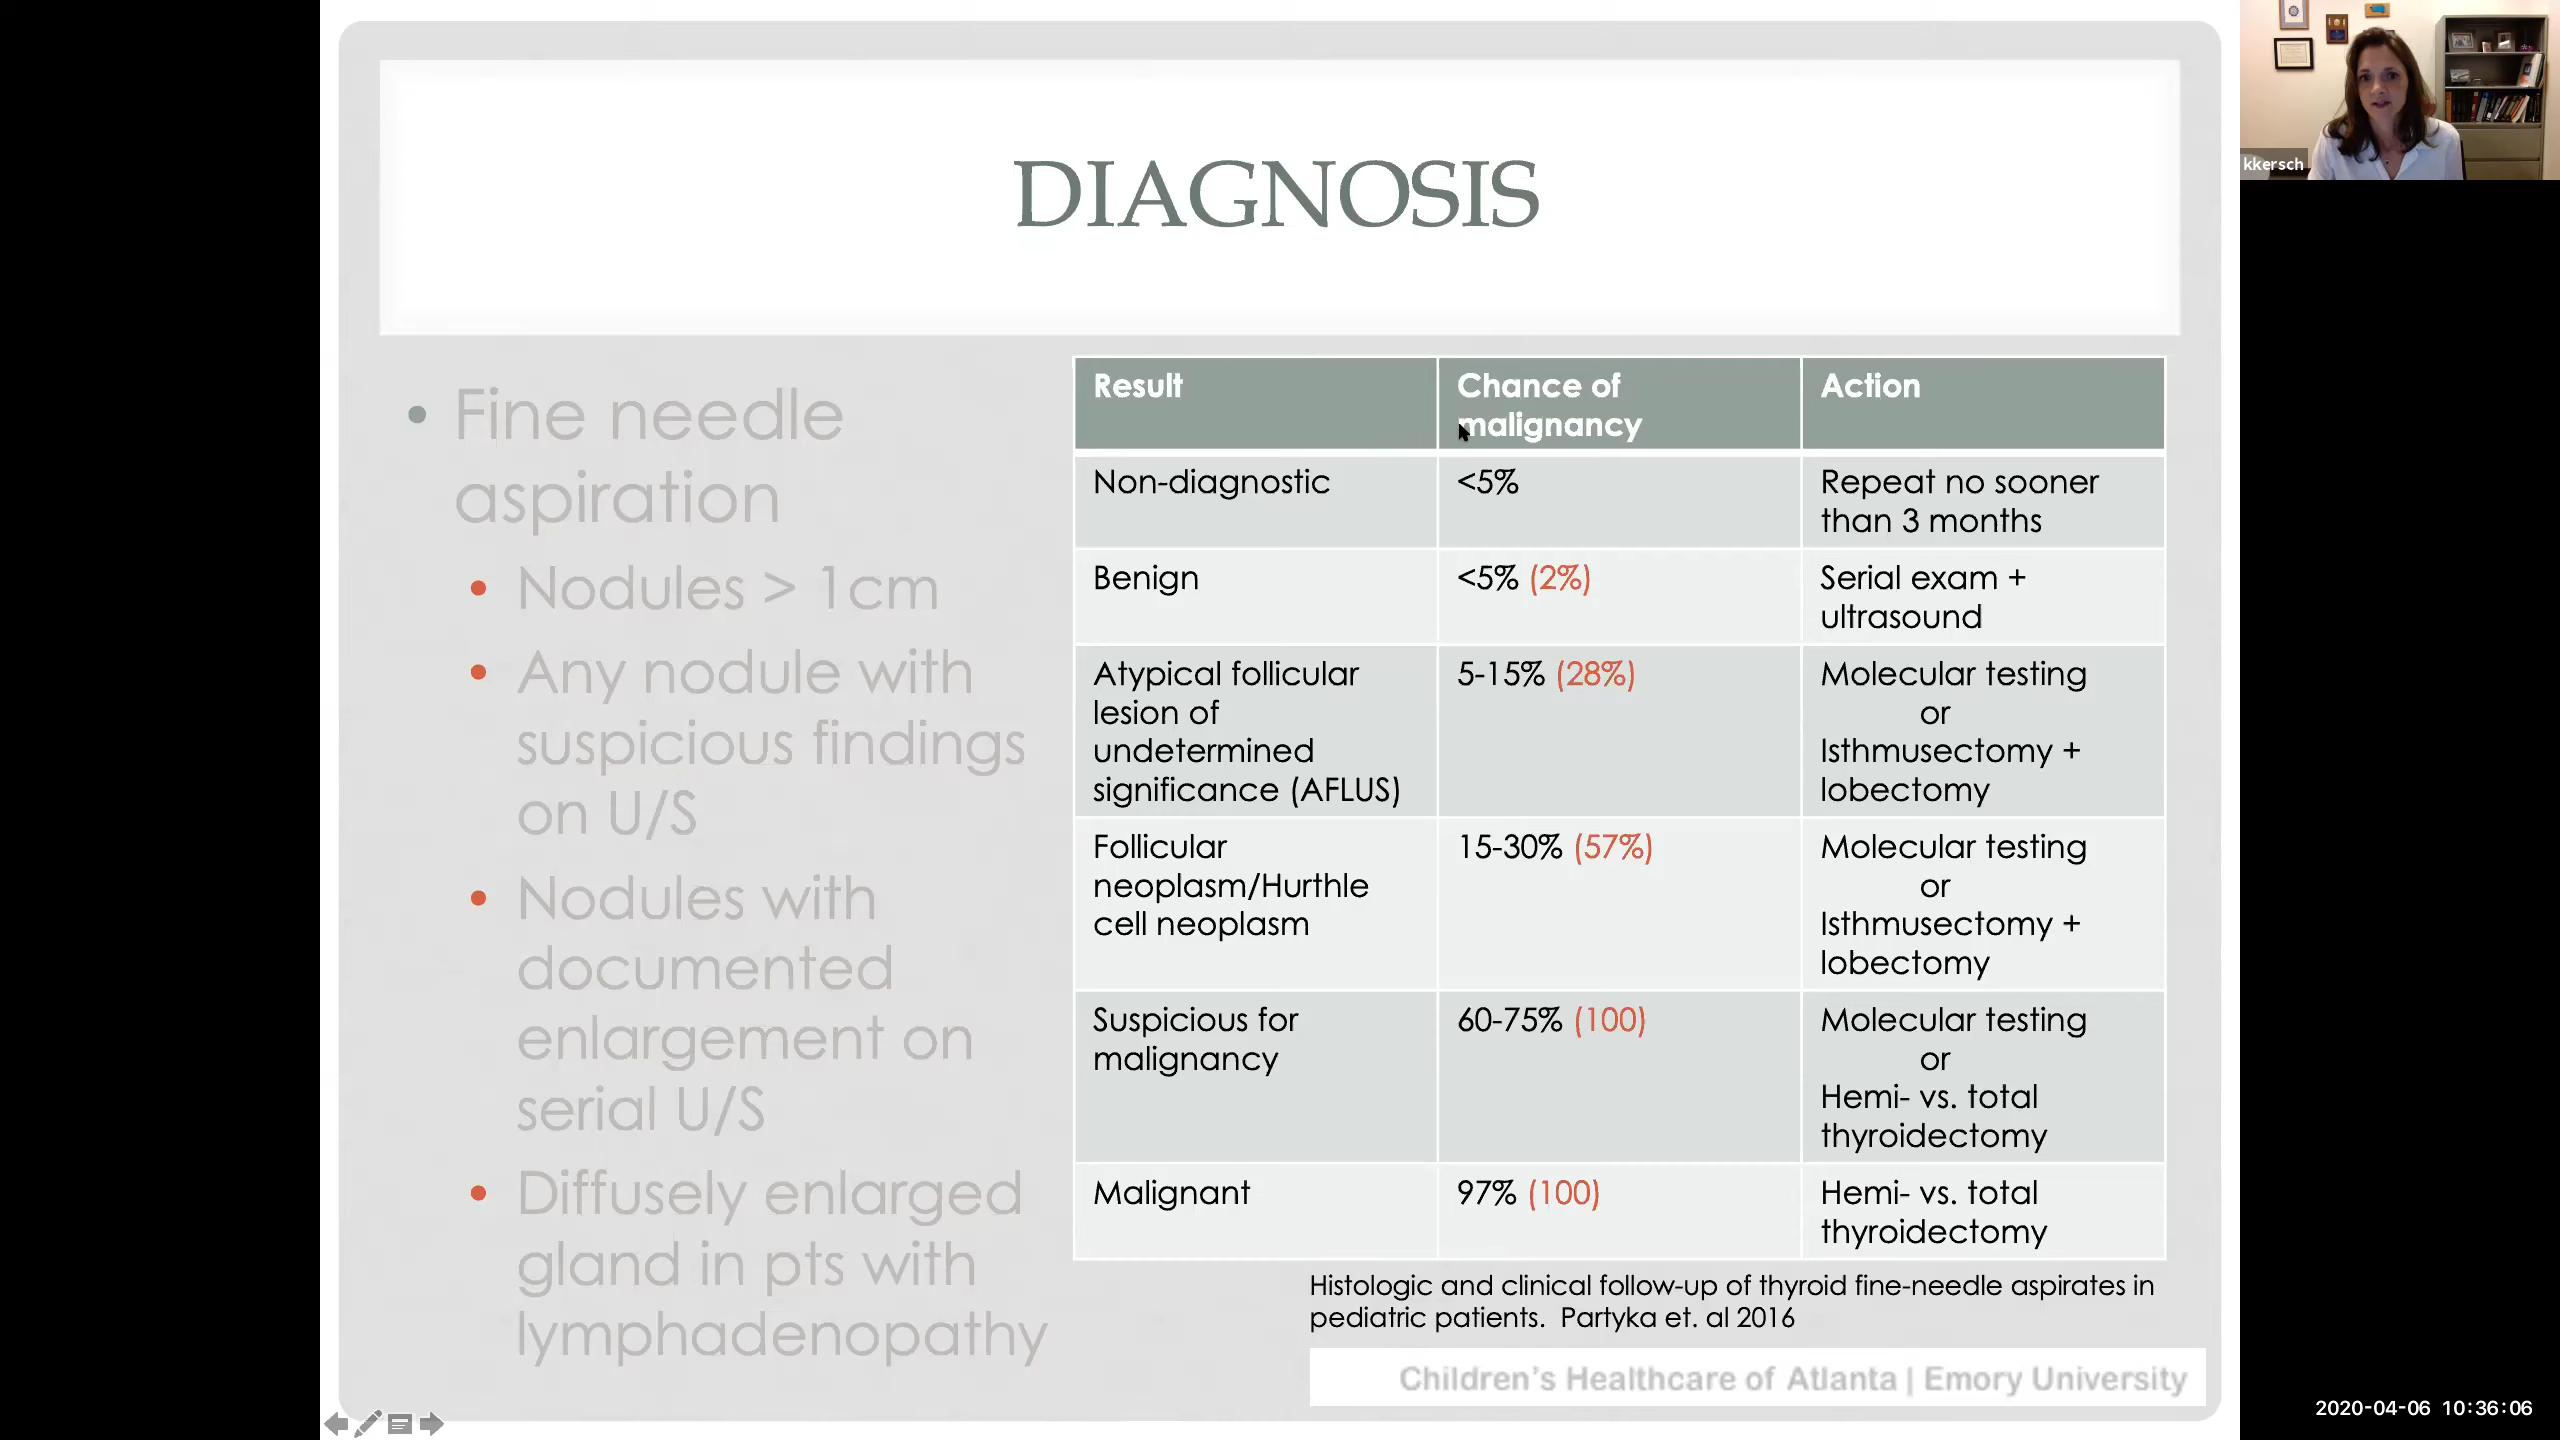 DIAGNOSIS
• Fine needle
aspiration
• Nodules > 1cm
• Any nodule with
suspicious findings
on U/S
• Nodules with
documented
enlargement on
serial U/S
• Diffusely enlarged
gland in pts with
lymphadenopathy
Result
Chance of
malignancy
Action
Non-diagnostic
<5%
Repeat no sooner
than 3 months
Benign
<5% (2%)
Serial exam +
ultrasound
Atypical follicular
lesion of
undetermined
significance (AFLUS)
5-15% (28%)
Molecular testing
or
Isthmusectomy +
lobectomy
Follicular
neoplasm/Hurthle
cell neoplasm
15-30% (57%)
Molecular testing
or
Isthmusectomy +
lobectomy
Suspicious for
malignancy
60-75% (100)
Molecular testing
or
Hemi- vs. total
thyroidectomy
Malignant
97% (100)
Hemi- vs. total
thyroidectomy
Histologic and clinical follow-up of thyroid fine-needle aspirates in
pediatric patients.  Partyka et. al 2016
Children's Healthcare of Atlanta | Emory University
kkersch
2020-04-06 10:36:06